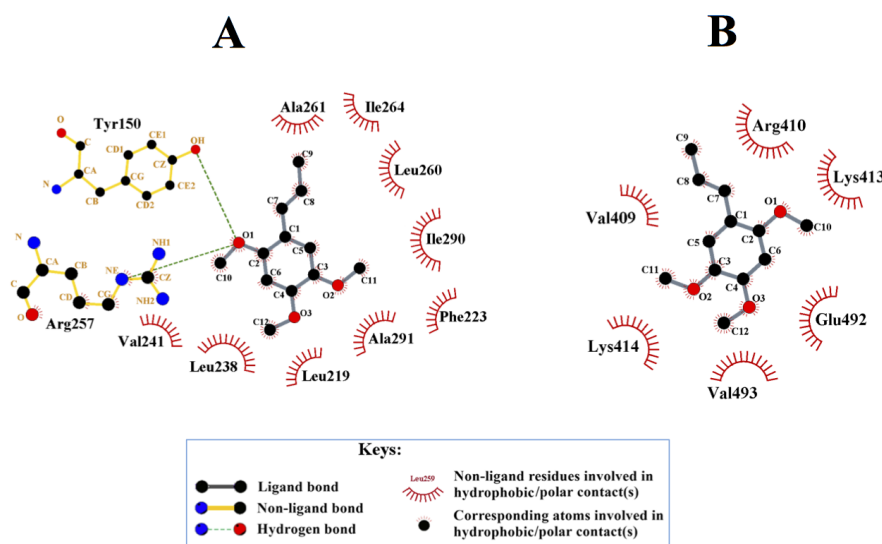 A
B
Ala261
Ile264
Leu260
Ile290
Phe223
Ala291
Leu219
Leu238
Val241
Tyr150
O
C
CA
N
CB
CG
CD1
CE1
CZ
OH
CE2
CD2
N
CA
CB
C
O
CD
CG
NE
NH1
CZ
NH2
Arg257
C9
C8
C7
C1
O1
C2
C5
C10
C6
C3
C11
C4
O2
O3
C12
Arg410
Lys413
Val409
Glu492
Lys414
Val493
C9
C8
C7
O1
C1
C10
C2
C5
C6
C3
C11
C4
O2
O3
C12
Keys:
Ligand bond
Non-ligand bond
Hydrogen bond
Leu259
Non-ligand residues involved in
hydrophobic/polar contact(s)
Corresponding atoms involved in
hydrophobic/polar contact(s)